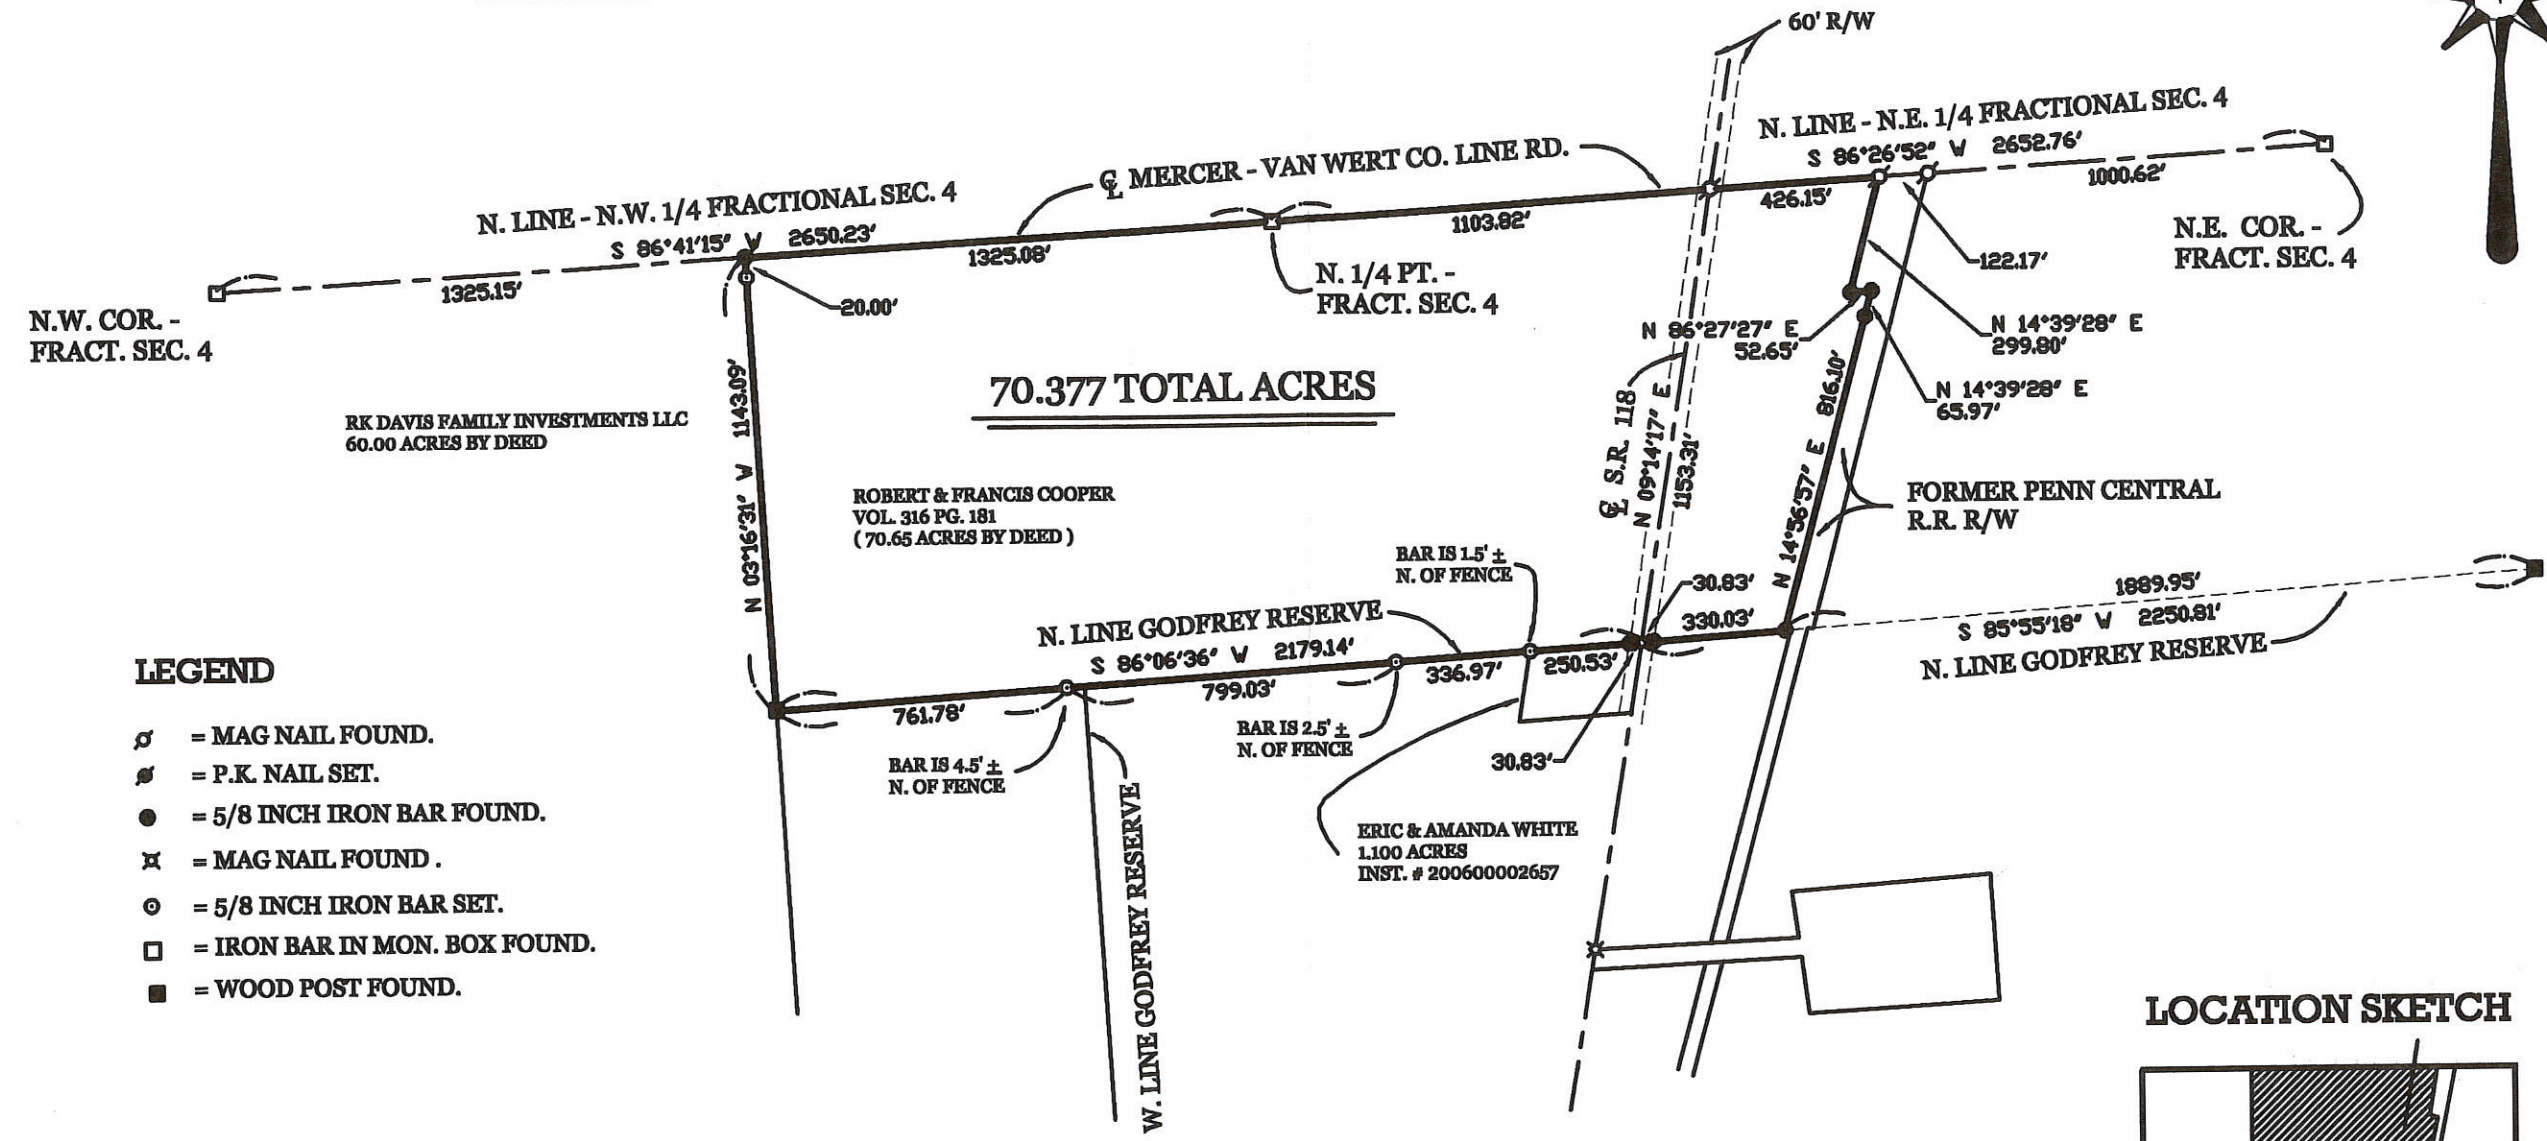 60' R/W
N. LINE - N.E. 1/4 FRACTIONAL SEC. 4
S 86°26'52" W 2652.76'
1000.62'
426.15'
122.17'
N.E. COR. -
FRACT. SEC. 4
℄ MERCER - VAN WERT CO. LINE RD.
1103.82'
N. LINE - N.W. 1/4 FRACTIONAL SEC. 4
S 86°41'15" W 2650.23'
1325.08'
1325.15'
20.00'
N. 1/4 PT. -
FRACT. SEC. 4
N.W. COR. -
FRACT. SEC. 4
N 86°27'27" E
52.65'
N 14°39'28" E
299.80'
N 14°39'28" E
65.97'
70.377 TOTAL ACRES
RK DAVIS FAMILY INVESTMENTS LLC
60.00 ACRES BY DEED
N 03°16'31" W 1143.09'
ROBERT & FRANCIS COOPER
VOL. 316 PG. 181
( 70.65 ACRES BY DEED )
℄ S.R. 118
N 09°14'17" E
1153.31'
N 14°56'57" E 816.10'
FORMER PENN CENTRAL
R.R. R/W
BAR IS 1.5' ±
N. OF FENCE
30.83'
330.03'
1889.95'
S 85°55'18" W 2250.81'
N. LINE GODFREY RESERVE
N. LINE GODFREY RESERVE
S 86°06'36" W 2179.14'
761.78'
799.03'
336.97'
250.53'
30.83'
BAR IS 4.5' ±
N. OF FENCE
BAR IS 2.5' ±
N. OF FENCE
W. LINE GODFREY RESERVE
ERIC & AMANDA WHITE
1.100 ACRES
INST. # 200600002657
LEGEND
= MAG NAIL FOUND.
= P.K. NAIL SET.
= 5/8 INCH IRON BAR FOUND.
= MAG NAIL FOUND .
= 5/8 INCH IRON BAR SET.
= IRON BAR IN MON. BOX FOUND.
= WOOD POST FOUND.
LOCATION SKETCH